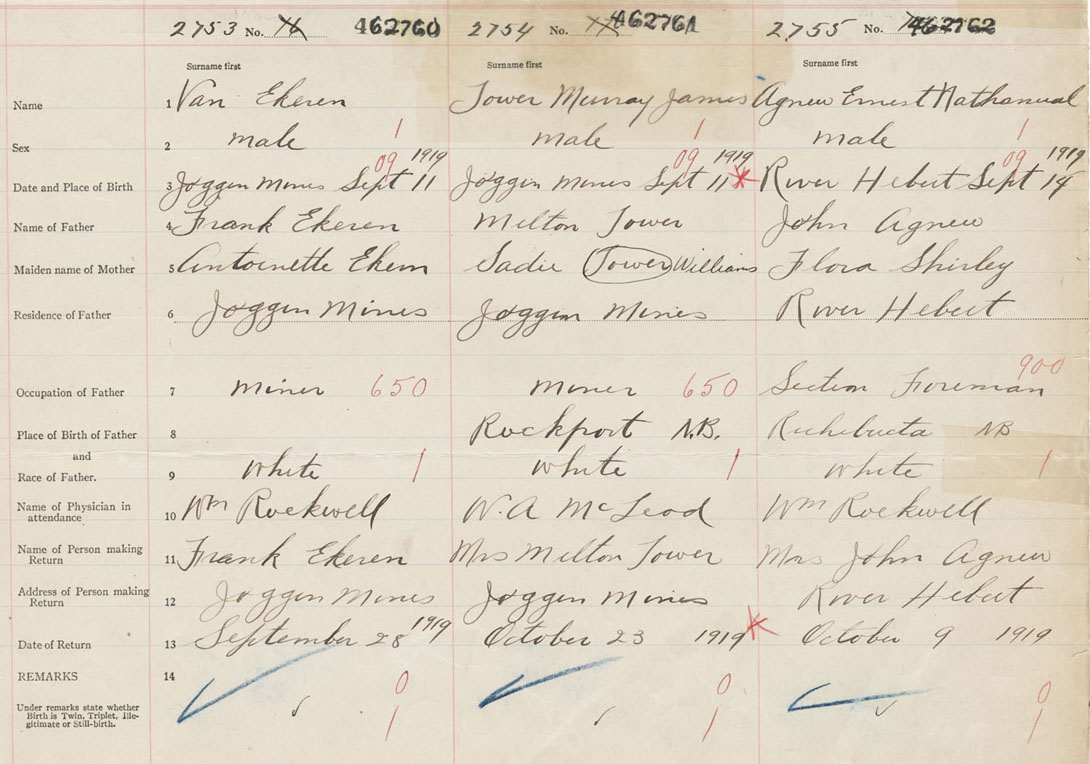 2753 No. 462760 2754 No. 462761 2755 No. 462762
Surname first Surname first Surname first
Name 1 Van Ekeren Tower Murray James Agnew Ernest Nathanual
Sex 2 male 1 male 1 male 1
09 1919 09 1919 09 1919
Date and Place of Birth 3 Joggin Mines Sept 11 Joggin Mines Sept 11 River Hebert Sept 14
Name of Father 4 Frank Ekeren Milton Tower John Agnew
Maiden name of Mother 5 Antoinette Ekern Sadie Tower Williams Flora Shirley
Residence of Father 6 Joggin Mines Joggin Mines River Hebert
900
Occupation of Father 7 miner 650 miner 650 Section Foreman
Place of Birth of Father 8 Rockport N.B. Richebucta NB
and
Race of Father. 9 White 1 White 1 White 1
Name of Physician in
attendance 10 Wm Rockwell W. A McLeod Wm Rockwell
Name of Person making
Return 11 Frank Ekeren Mrs Milton Tower Mrs John Agnew
Address of Person making
Return 12 Joggin Mines Joggin Mines River Hebert
Date of Return 13 September 28 1919 October 23 1919 October 9 1919
REMARKS 14 0 0 0
Under remarks state whether
Birth is Twin, Triplet, Ille-
gitimate or Still-birth. 1 1 1